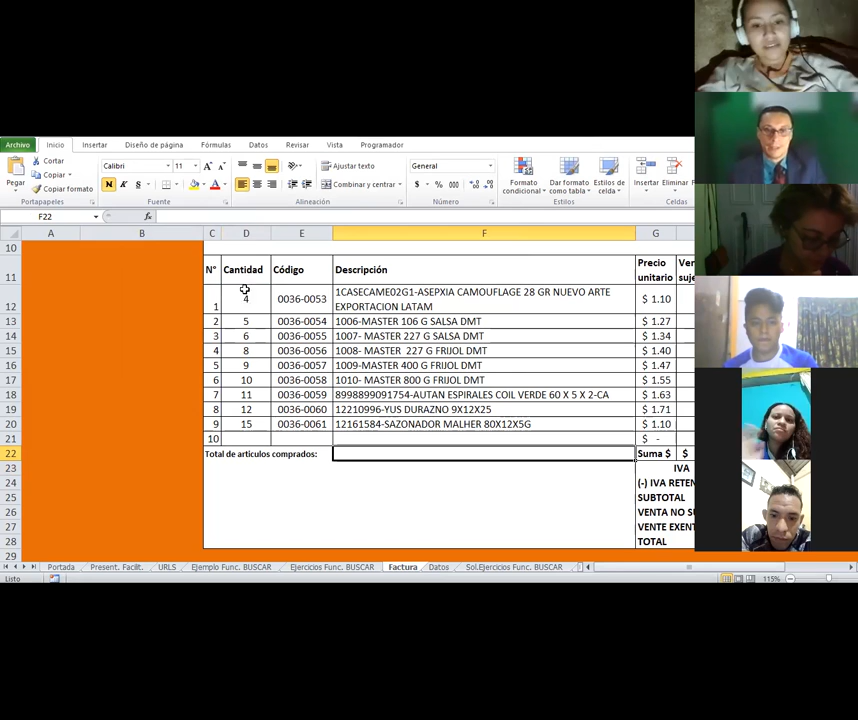 Archivo Inicio Insertar Diseño de página Fórmulas Datos Revisar Vista Programador
Cortar
Copiar
Copiar formato
Pegar
Portapapeles
Calibri 11
N K S
Fuente
Ajustar texto
Combinar y centrar
Alineación
General
$ % 000
Número
Formato condicional
Dar formato como tabla
Estilos de celda
Estilos
Insertar Eliminar
Celdas
F22 fx
A B C D E F G
10
11 N° Cantidad Código Descripción Precio unitario Ven suje
12 1 4 0036-0053 1CASECAME02G1-ASEPXIA CAMOUFLAGE 28 GR NUEVO ARTE EXPORTACION LATAM $ 1.10
13 2 5 0036-0054 1006-MASTER 106 G SALSA DMT $ 1.27
14 3 6 0036-0055 1007- MASTER 227 G SALSA DMT $ 1.34
15 4 8 0036-0056 1008- MASTER 227 G FRIJOL DMT $ 1.40
16 5 9 0036-0057 1009-MASTER 400 G FRIJOL DMT $ 1.47
17 6 10 0036-0058 1010- MASTER 800 G FRIJOL DMT $ 1.55
18 7 11 0036-0059 8998899091754-AUTAN ESPIRALES COIL VERDE 60 X 5 X 2-CA $ 1.63
19 8 12 0036-0060 12210996-YUS DURAZNO 9X12X25 $ 1.71
20 9 15 0036-0061 12161584-SAZONADOR MALHER 80X12X5G $ 1.10
21 10 $ -
22 Total de articulos comprados: Suma $ $
23 IVA
24 (-) IVA RETEN
25 SUBTOTAL
26 VENTA NO SU
27 VENTE EXENT
28 TOTAL
29
Portada Present. Facilit. URLS Ejemplo Func. BUSCAR Ejercicios Func. BUSCAR Factura Datos Sol.Ejercicios Func. BUSCAR
Listo 115%